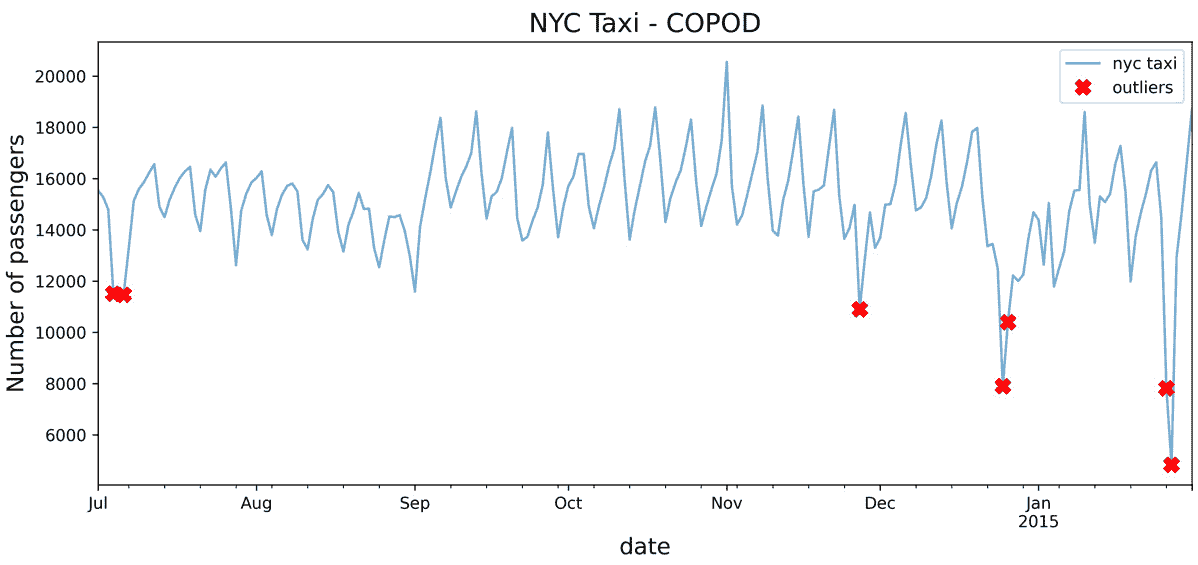 NYC Taxi - COPOD
Number of passengers
20000
18000
16000
14000
12000
10000
8000
6000
nyc taxi
outliers
Jul
Aug
Sep
Oct
Nov
Dec
Jan
2015
date